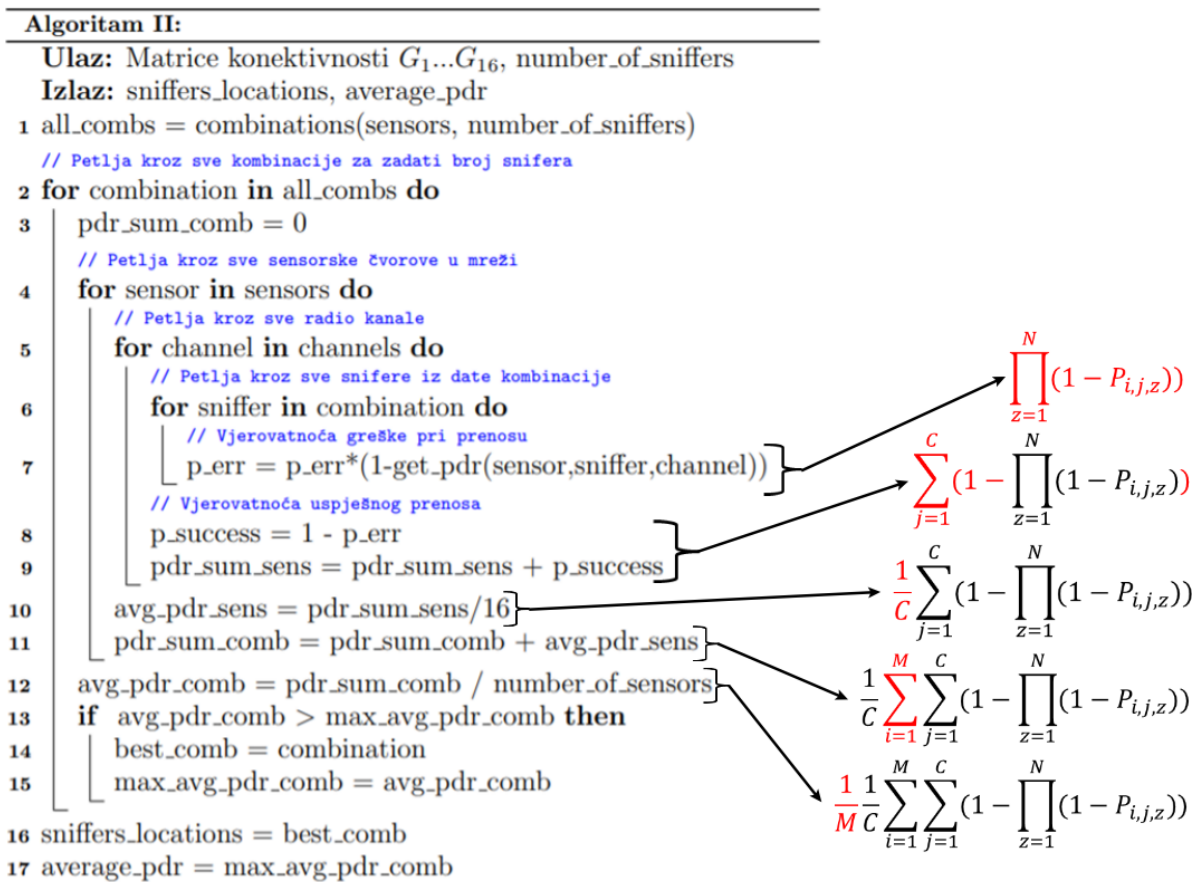 Algoritam II:
Ulaz: Matrice konektivnosti G₁...G₁₆, number_of_sniffers
Izlaz: sniffers_locations, average_pdr
1 all_combs = combinations(sensors, number_of_sniffers)
// Petlja kroz sve kombinacije za zadati broj snifera
2 for combination in all_combs do
3 pdr_sum_comb = 0
// Petlja kroz sve sensorske čvorove u mreži
4 for sensor in sensors do
// Petlja kroz sve radio kanale
5 for channel in channels do
// Petlja kroz sve snifere iz date kombinacije
6 for sniffer in combination do
// Vjerovatnoća greške pri prenosu
7 p_err = p_err*(1-get_pdr(sensor,sniffer,channel))
// Vjerovatnoća uspješnog prenosa
8 p_success = 1 - p_err
9 pdr_sum_sens = pdr_sum_sens + p_success
10 avg_pdr_sens = pdr_sum_sens/16
11 pdr_sum_comb = pdr_sum_comb + avg_pdr_sens
12 avg_pdr_comb = pdr_sum_comb / number_of_sensors
13 if avg_pdr_comb > max_avg_pdr_comb then
14 best_comb = combination
15 max_avg_pdr_comb = avg_pdr_comb
16 sniffers_locations = best_comb
17 average_pdr = max_avg_pdr_comb
∏_{z=1}^{N} (1 − P_{i,j,z}))
∑_{j=1}^{C} (1 − ∏_{z=1}^{N} (1 − P_{i,j,z}))
1/C ∑_{j=1}^{C} (1 − ∏_{z=1}^{N} (1 − P_{i,j,z}))
1/C ∑_{i=1}^{M} ∑_{j=1}^{C} (1 − ∏_{z=1}^{N} (1 − P_{i,j,z}))
1/M 1/C ∑_{i=1}^{M} ∑_{j=1}^{C} (1 − ∏_{z=1}^{N} (1 − P_{i,j,z}))